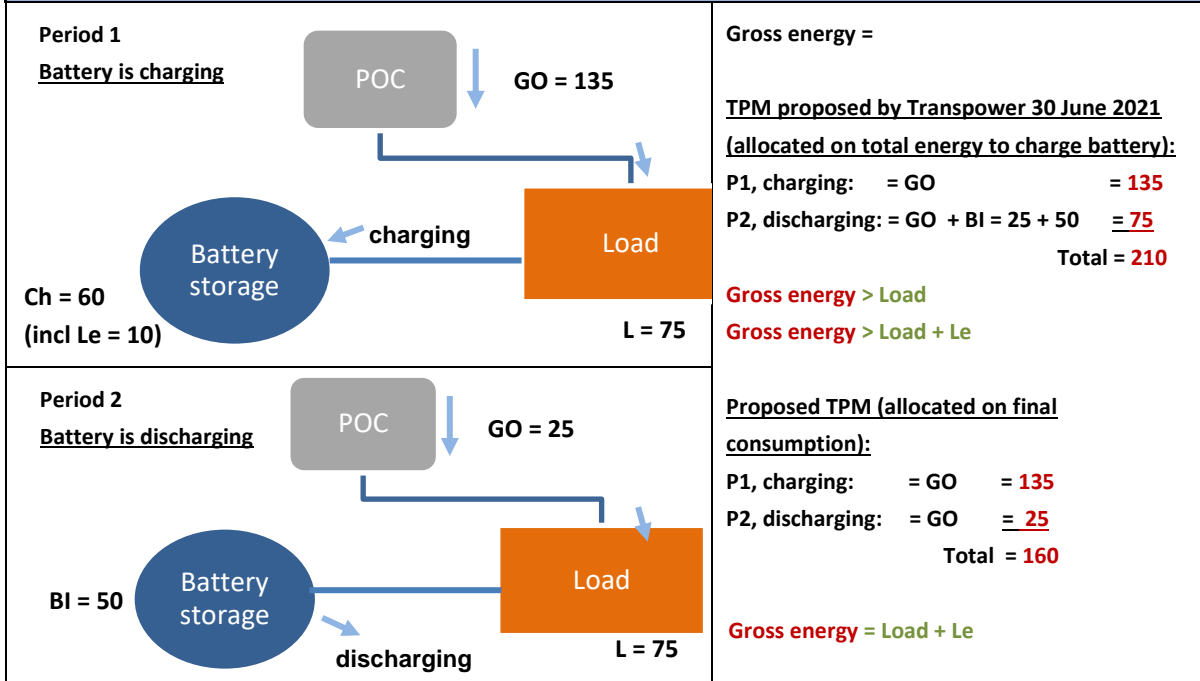 Period 1
Battery is charging
POC
GO = 135
charging
Battery
storage
Load
Ch = 60
(incl Le = 10)
L = 75
Period 2
Battery is discharging
POC
GO = 25
Battery
storage
Load
BI = 50
discharging
L = 75
Gross energy =
TPM proposed by Transpower 30 June 2021
(allocated on total energy to charge battery):
P1, charging: = GO = 135
P2, discharging: = GO + BI = 25 + 50 = 75
Total = 210
Gross energy > Load
Gross energy > Load + Le
Proposed TPM (allocated on final
consumption):
P1, charging: = GO = 135
P2, discharging: = GO = 25
Total = 160
Gross energy = Load + Le